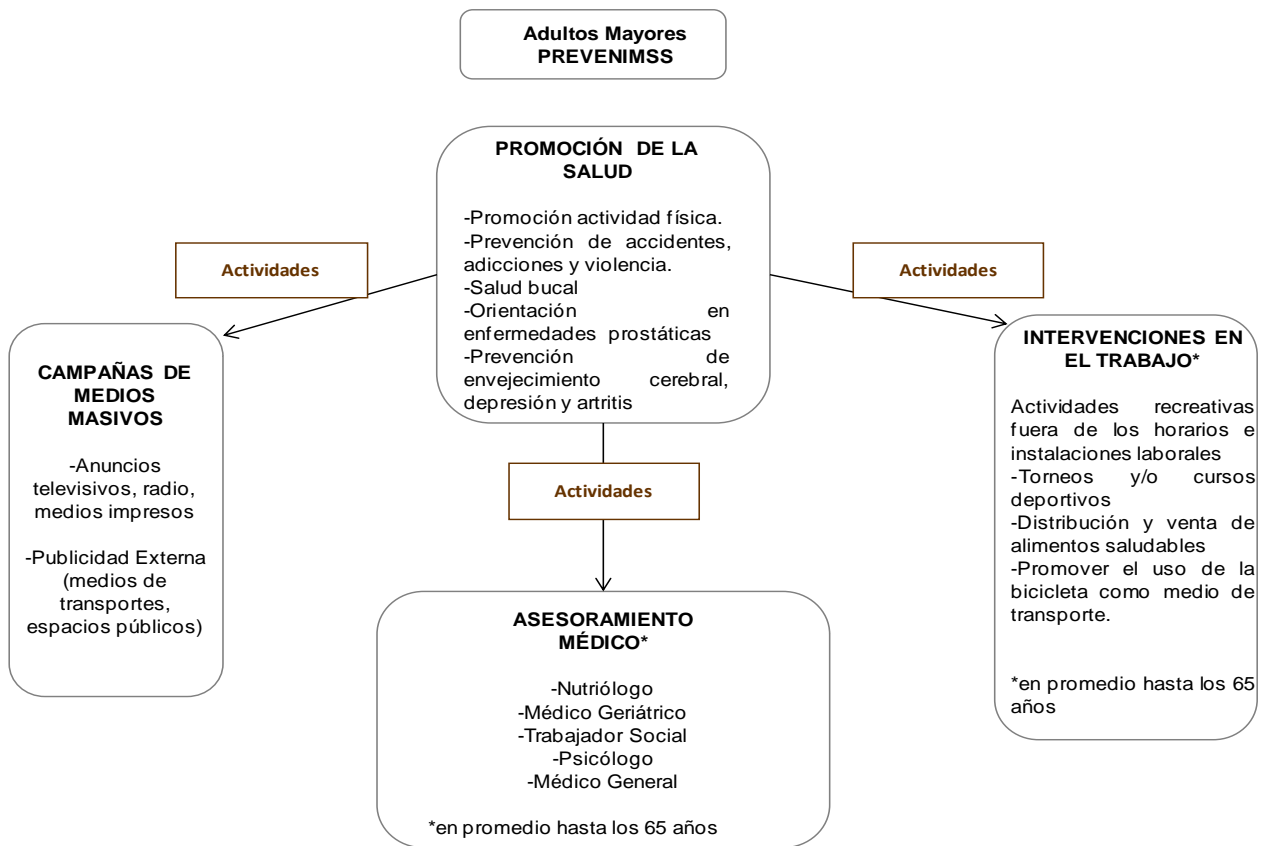 Adultos Mayores
PREVENIMSS
PROMOCIÓN DE LA
SALUD
-Promoción actividad física.
-Prevención de accidentes,
adicciones y violencia.
-Salud bucal
-Orientación en
enfermedades prostáticas
-Prevención de
envejecimiento cerebral,
depresión y artritis
Actividades
Actividades
Actividades
CAMPAÑAS DE
MEDIOS
MASIVOS
-Anuncios
televisivos, radio,
medios impresos
-Publicidad Externa
(medios de
transportes,
espacios públicos)
ASESORAMIENTO
MÉDICO*
-Nutriólogo
-Médico Geriátrico
-Trabajador Social
-Psicólogo
-Médico General
*en promedio hasta los 65 años
INTERVENCIONES EN
EL TRABAJO*
Actividades recreativas
fuera de los horarios e
instalaciones laborales
-Torneos y/o cursos
deportivos
-Distribución y venta de
alimentos saludables
-Promover el uso de la
bicicleta como medio de
transporte.
*en promedio hasta los 65
años